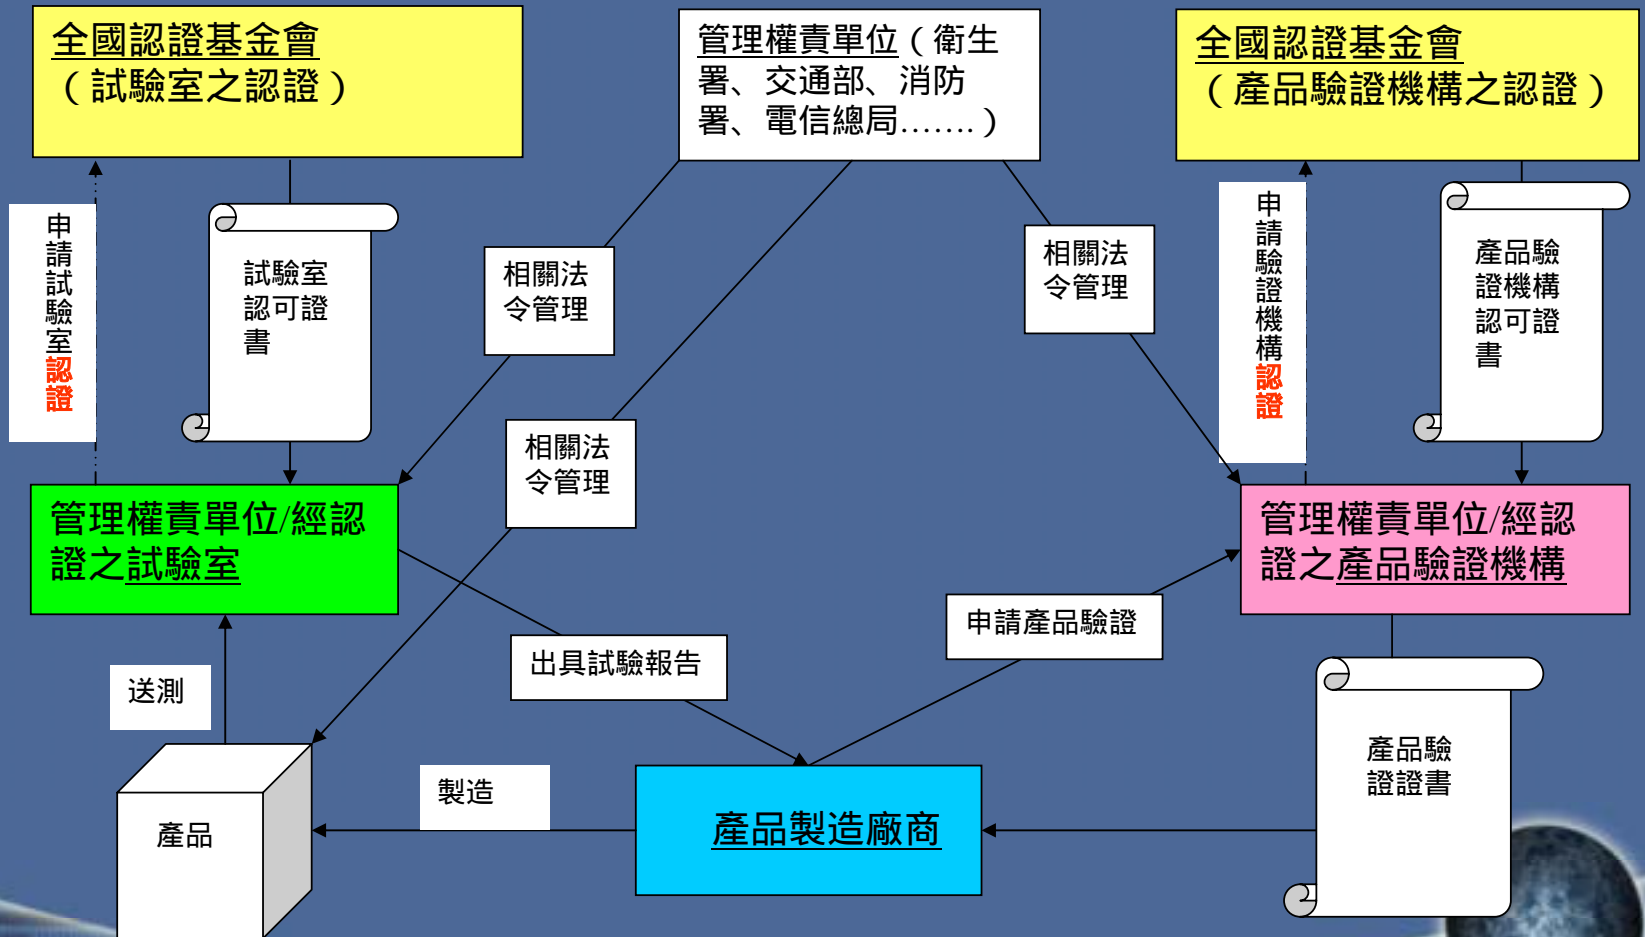 全國認證基金會
（試驗室之認證）
管理權責單位（衛生
署、交通部、消防
署、電信總局.......）
全國認證基金會
（產品驗證機構之認證）
申請試驗室認證
試驗室
認可證
書
相關法
令管理
相關法
令管理
申請驗證機構認證
產品驗
證機構
認可證
書
相關法
令管理
管理權責單位/經認
證之試驗室
管理權責單位/經認
證之產品驗證機構
申請產品驗證
出具試驗報告
送測
產品驗
證證書
製造
產品製造廠商
產品